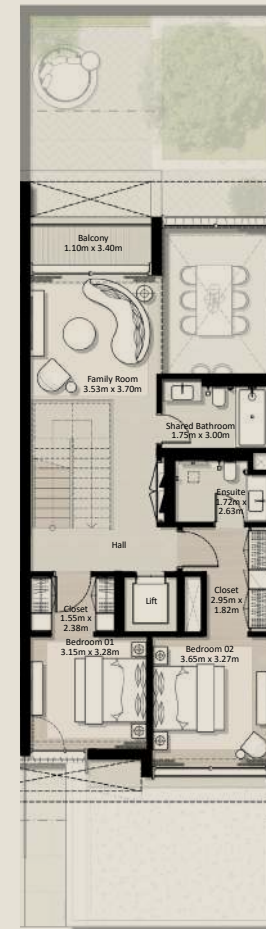 Balcony
1.10m x 3.40m
Family Room
3.53m x 3.70m
Shared Bathroom
1.75m x 3.00m
Ensuite
1.72m x
2.63m
Hall
Closet
1.55m x
2.38m
Lift
Closet
2.95m x
1.82m
Bedroom 01
3.15m x 3.28m
Bedroom 02
3.65m x 3.27m